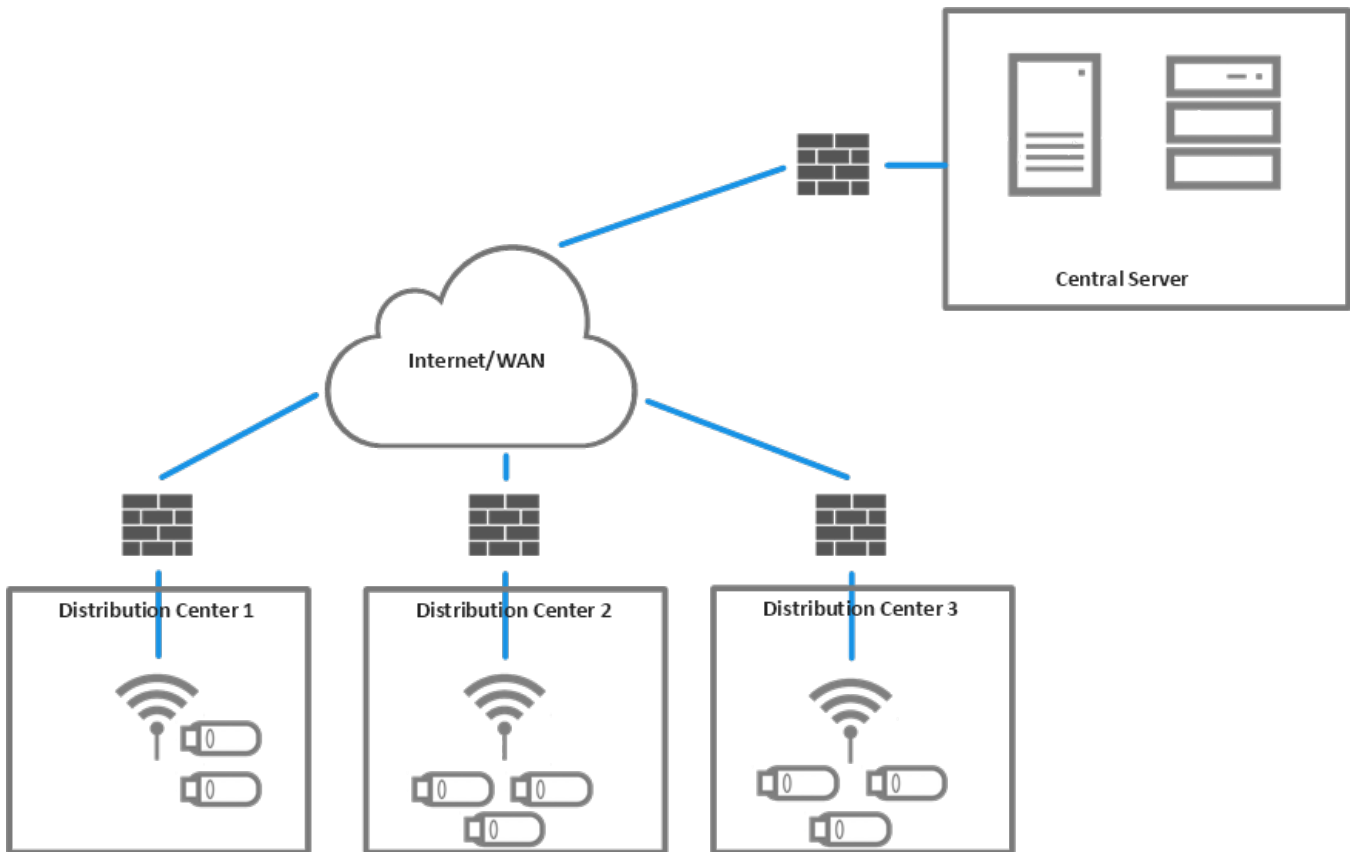 Central Server
Internet/WAN
Distribution Center 1
Distribution Center 2
Distribution Center 3